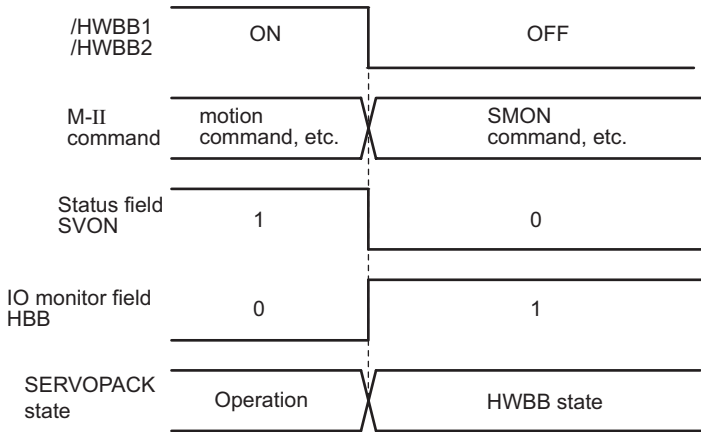 /HWBB1
/HWBB2
ON
OFF
M-II
command
motion
command, etc.
SMON
command, etc.
Status field
SVON
1
0
IO monitor field
HBB
0
1
SERVOPACK
state
Operation
HWBB state